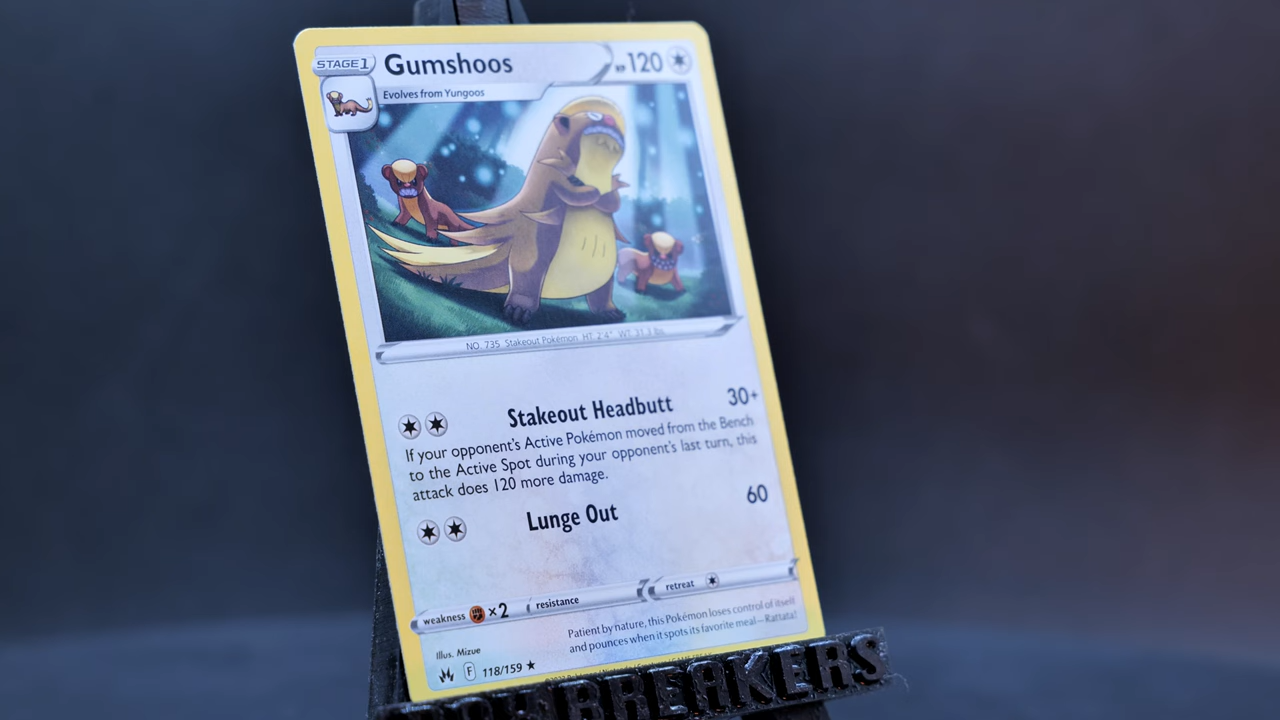 STAGE 1 Gumshoos HP 120
Evolves from Yungoos
NO. 735 Stakeout Pokémon HT: 2'4" WT: 31.3 lbs.
Stakeout Headbutt 30+
If your opponent's Active Pokémon moved from the Bench
to the Active Spot during your opponent's last turn, this
attack does 120 more damage.
Lunge Out 60
weakness ×2 resistance retreat
Patient by nature, this Pokémon loses control of itself
and pounces when it spots its favorite meal—Rattata!
Illus. Mizue
F 118/159 ★
BREAKERS